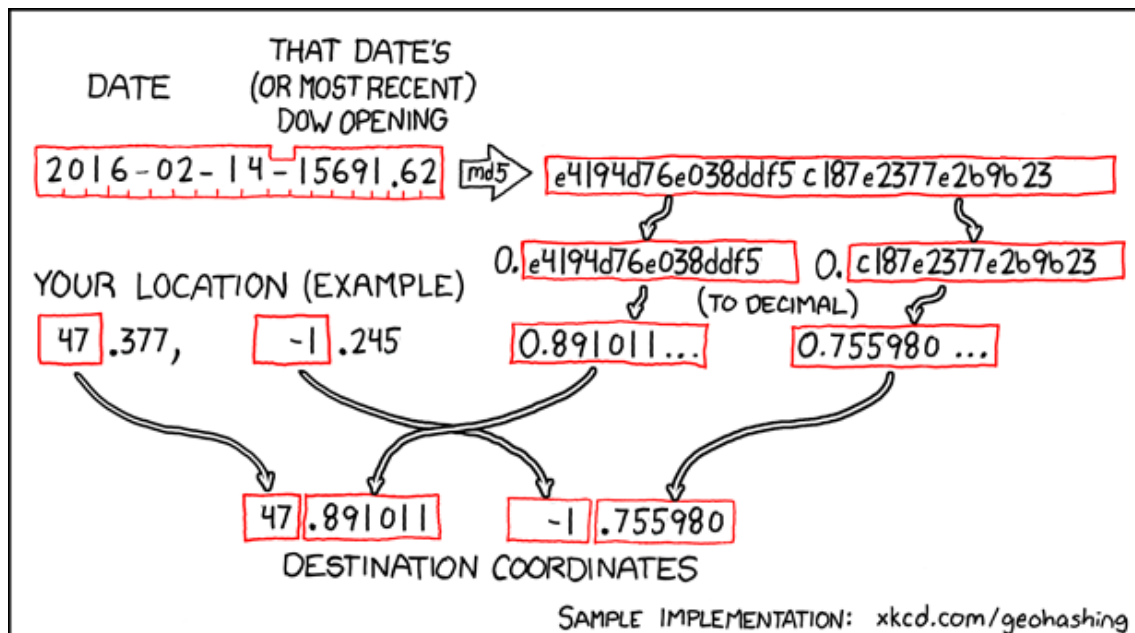 DATE
THAT DATE'S
(OR MOST RECENT)
DOW OPENING
2016-02-14-15691.62
md5
e4194d76e038ddf5 c187e2377e2b9b23
0. e4194d76e038ddf5
0. c187e2377e2b9b23
YOUR LOCATION (EXAMPLE)
(TO DECIMAL)
47.377, -1.245
0.891011...
0.755980 ...
47.891011
-1.755980
DESTINATION COORDINATES
SAMPLE IMPLEMENTATION: xkcd.com/geohashing